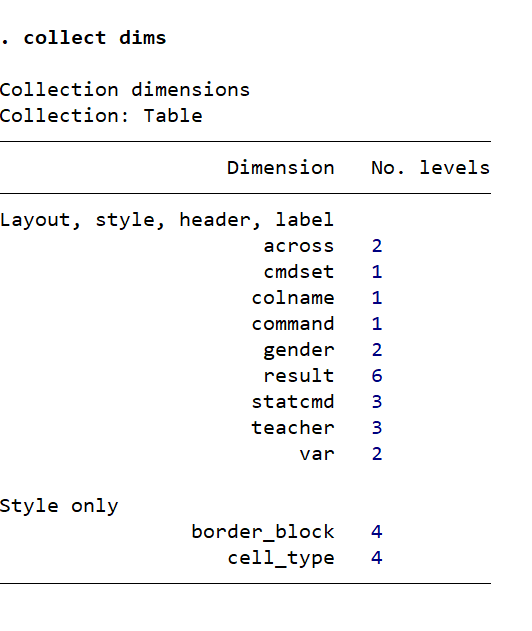 . collect dims
Collection dimensions
Collection: Table
Dimension No. levels
Layout, style, header, label
across 2
cmdset 1
colname 1
command 1
gender 2
result 6
statcmd 3
teacher 3
var 2
Style only
border_block 4
cell_type 4